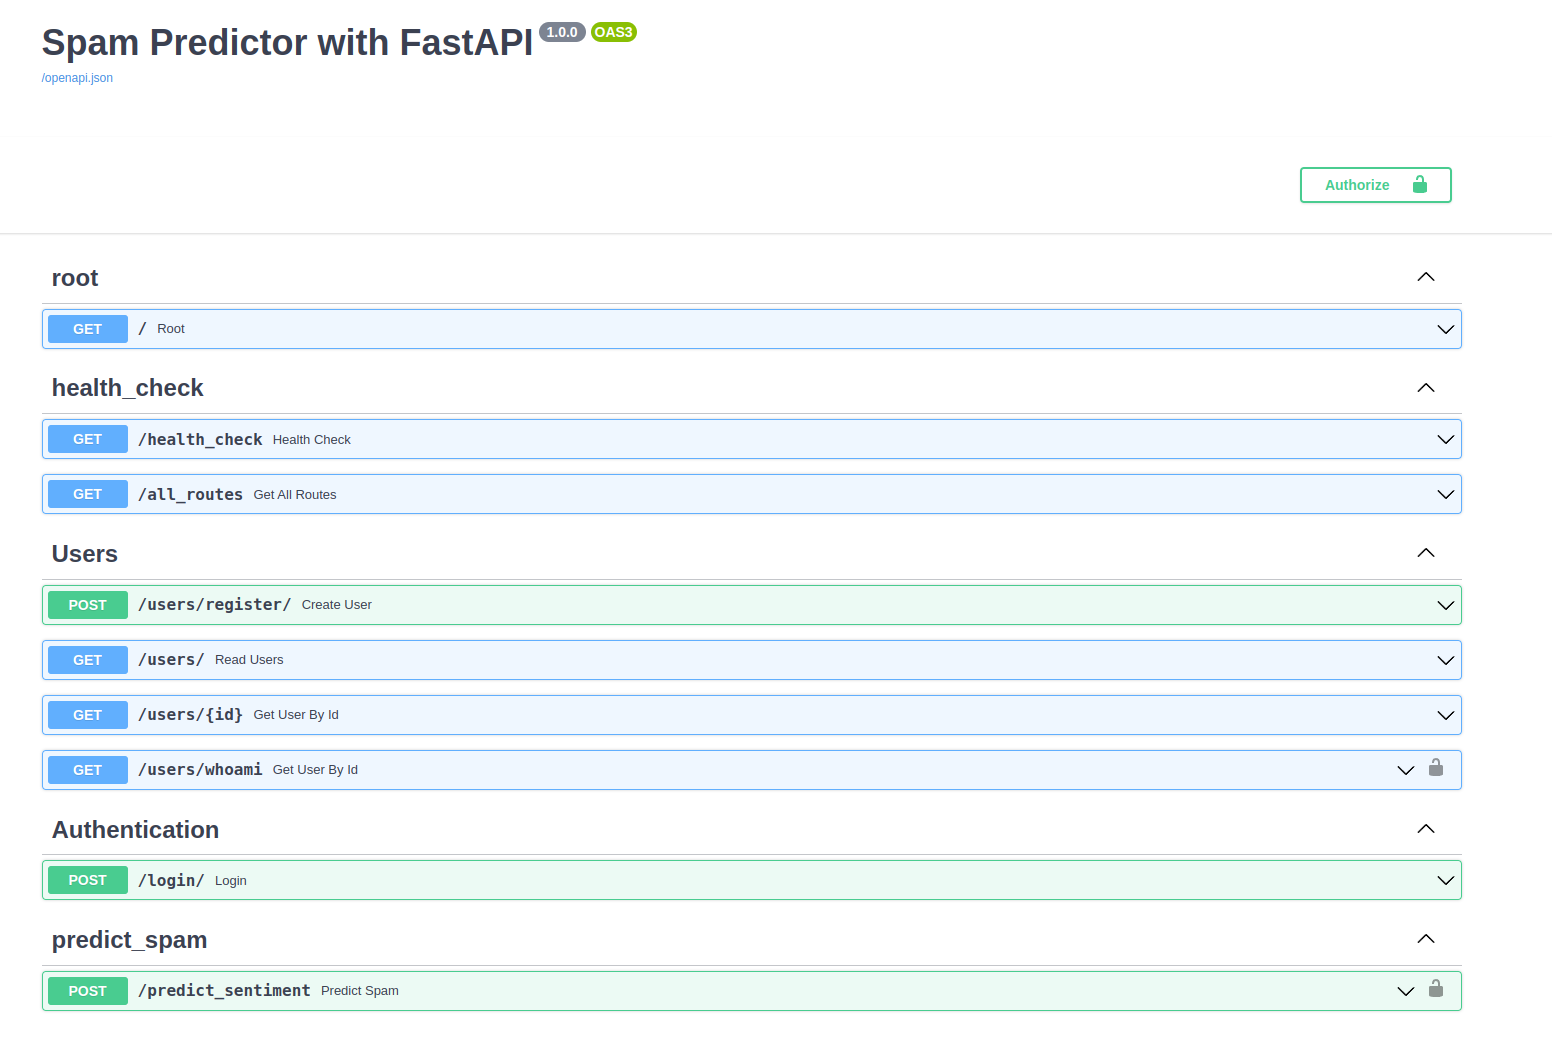 Spam Predictor with FastAPI 1.0.0 OAS3
/openapi.json
Authorize
root
GET / Root
health_check
GET /health_check Health Check
GET /all_routes Get All Routes
Users
POST /users/register/ Create User
GET /users/ Read Users
GET /users/{id} Get User By Id
GET /users/whoami Get User By Id
Authentication
POST /login/ Login
predict_spam
POST /predict_sentiment Predict Spam